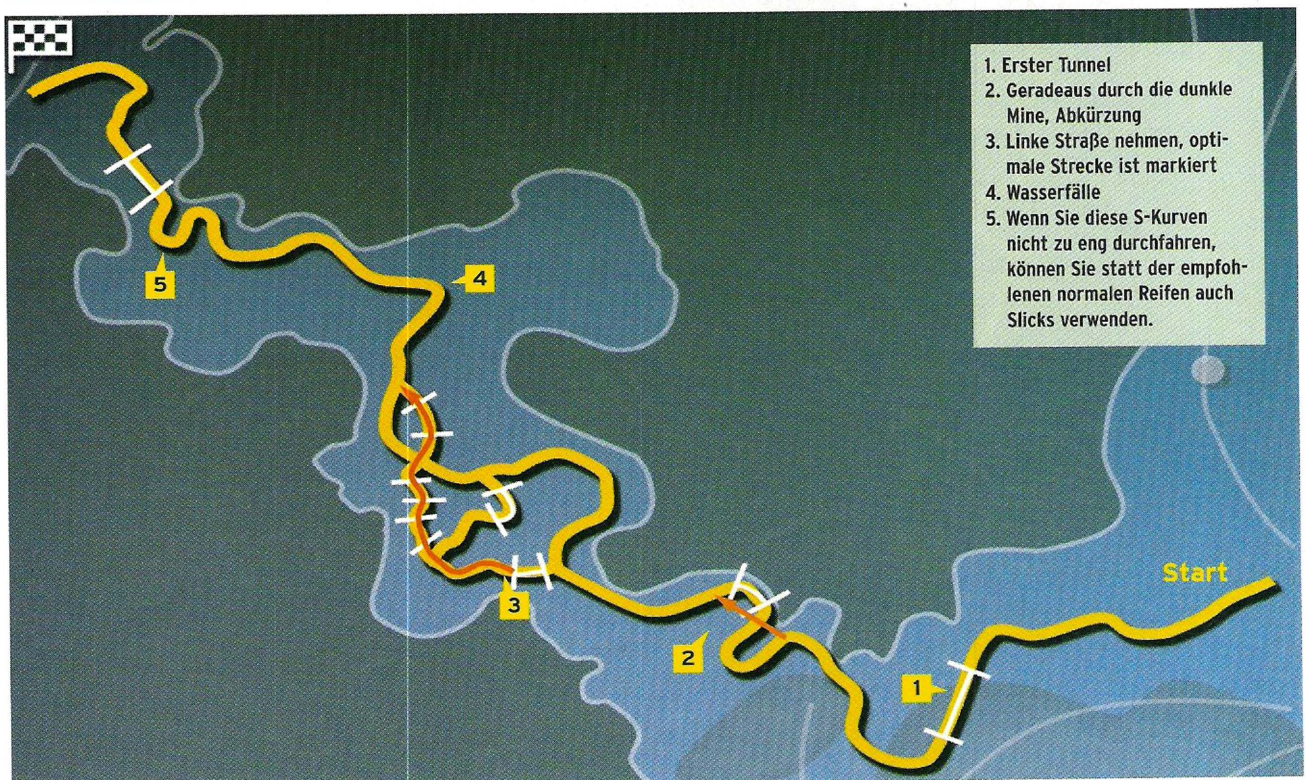 1. Erster Tunnel
2. Geradeaus durch die dunkle
Mine, Abkürzung
3. Linke Straße nehmen, opti-
male Strecke ist markiert
4. Wasserfälle
5. Wenn Sie diese S-Kurven
nicht zu eng durchfahren,
können Sie statt der empfoh-
lenen normalen Reifen auch
Slicks verwenden.
5
4
3
2
1
Start